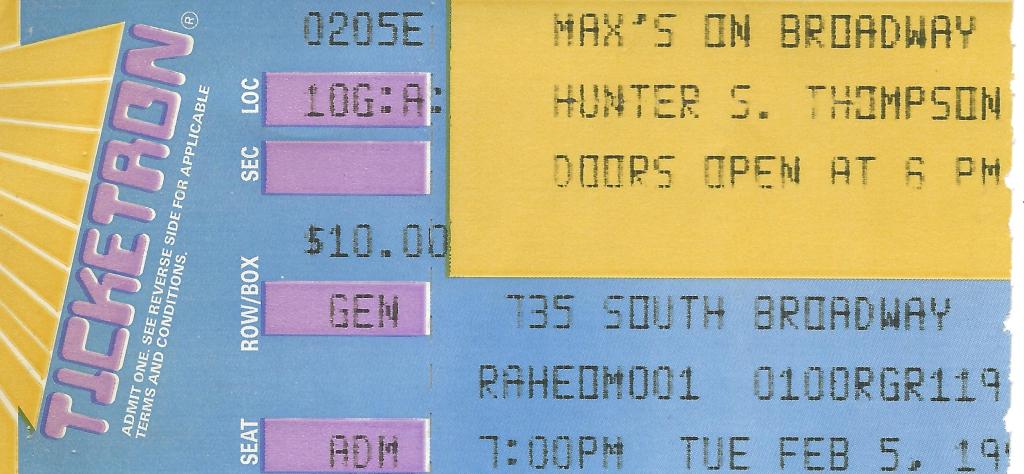 TICKETRON®
ADMIT ONE. SEE REVERSE SIDE FOR APPLICABLE
TERMS AND CONDITIONS.
0205E
LOC 10G:A:
SEC
$10.00
ROW/BOX GEN
SEAT ADM
MAX'S ON BROADWAY
HUNTER S. THOMPSON
DOORS OPEN AT 6 PM
735 SOUTH BROADWAY
RAHEOM001 0100RGR119
7:00PM TUE FEB 5, 19